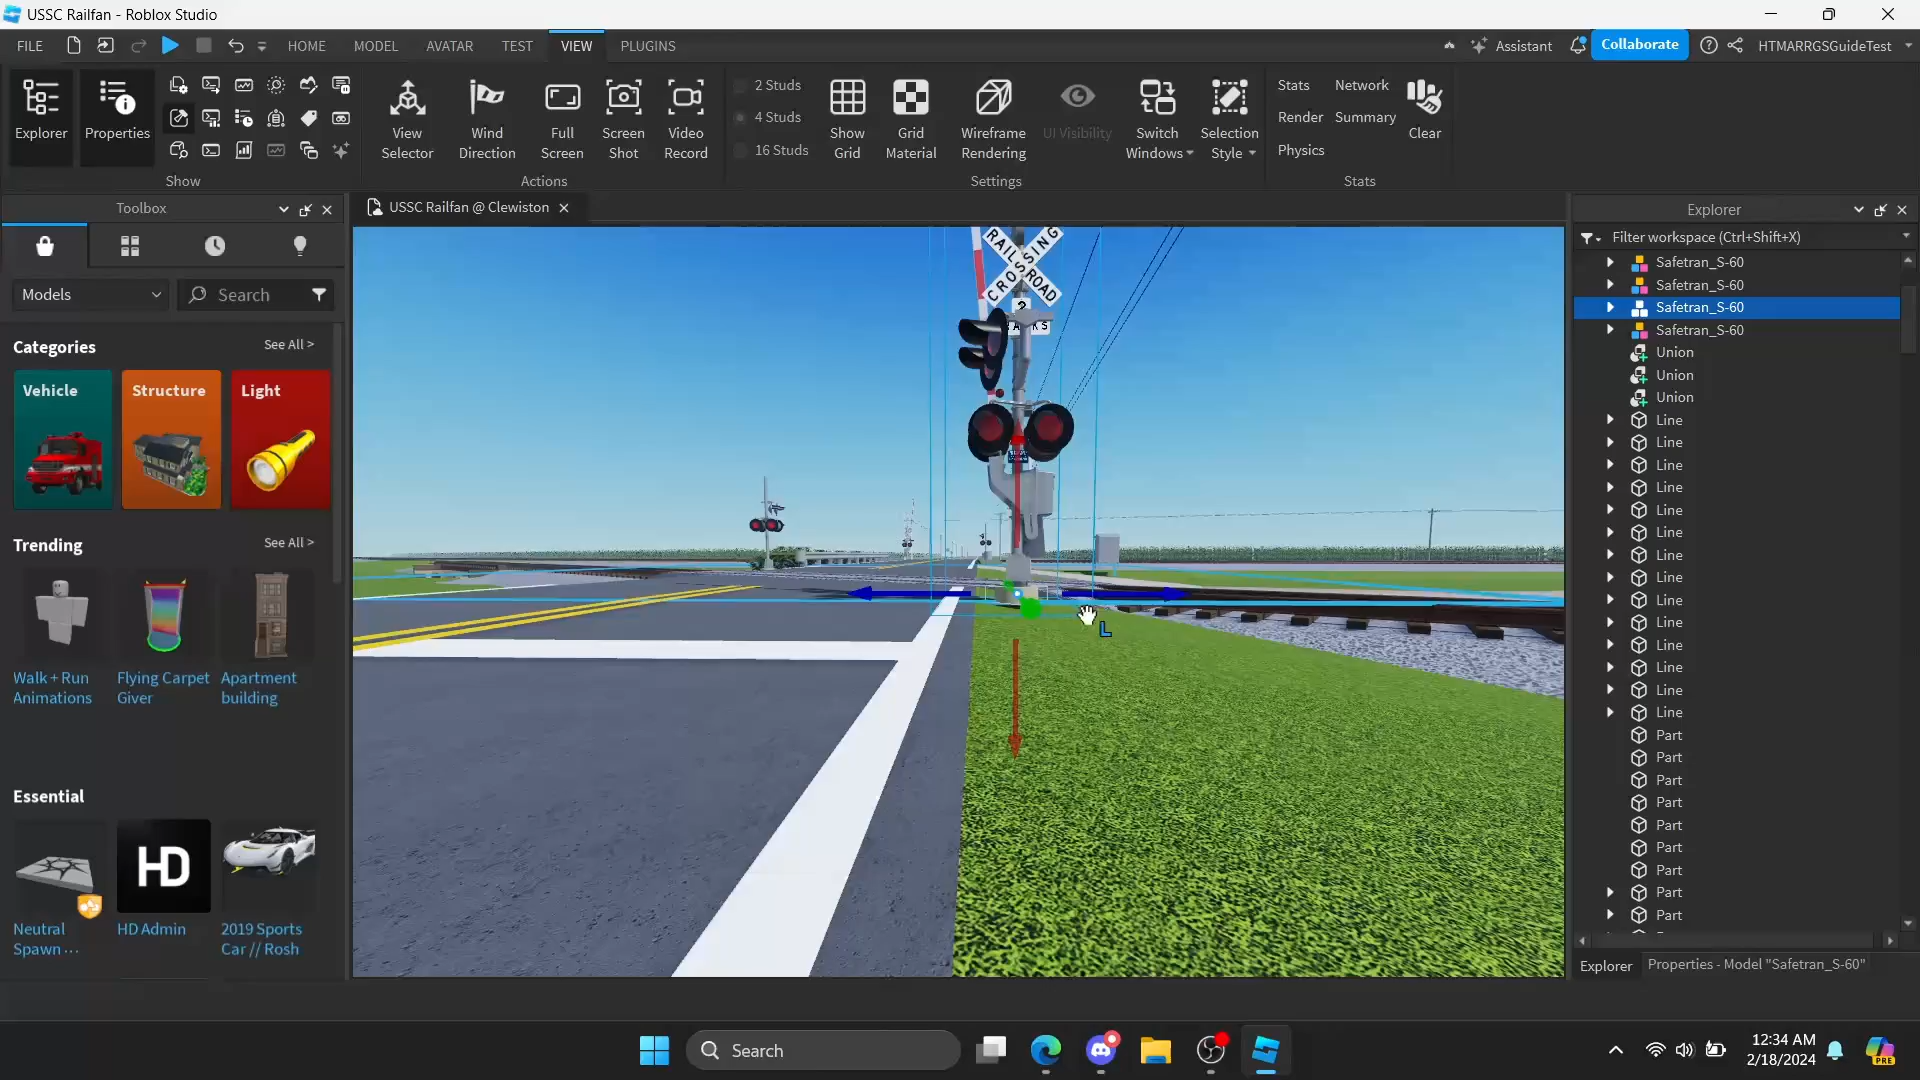 USSC Railfan - Roblox Studio
FILE
HOME
MODEL
AVATAR
TEST
VIEW
PLUGINS
Assistant
Collaborate
HTMARRGSGuideTest
Explorer
Properties
Show
View
Selector
Wind
Direction
Full
Screen
Screen
Shot
Video
Record
Actions
2 Studs
4 Studs
16 Studs
Show
Grid
Grid
Material
Wireframe
Rendering
UI Visibility
Switch
Windows
Selection
Style
Settings
Stats
Network
Render
Summary
Physics
Clear
Stats
Toolbox
USSC Railfan @ Clewiston
Models
Search
Categories
See All >
Vehicle
Structure
Light
Trending
See All >
Walk + Run
Animations
Flying Carpet
Giver
Apartment
building
Essential
See All >
HD
Neutral
Spawn ...
HD Admin
2019 Sports
Car // Rosh
RAILROAD
CROSSING
2
L
Explorer
Filter workspace (Ctrl+Shift+X)
Safetran_S-60
Safetran_S-60
Safetran_S-60
Safetran_S-60
Union
Union
Union
Line
Line
Line
Line
Line
Line
Line
Line
Line
Line
Line
Line
Line
Line
Part
Part
Part
Part
Part
Part
Part
Part
Part
Explorer
Properties - Model "Safetran_S-60"
Search
12:34 AM
2/18/2024
PRE